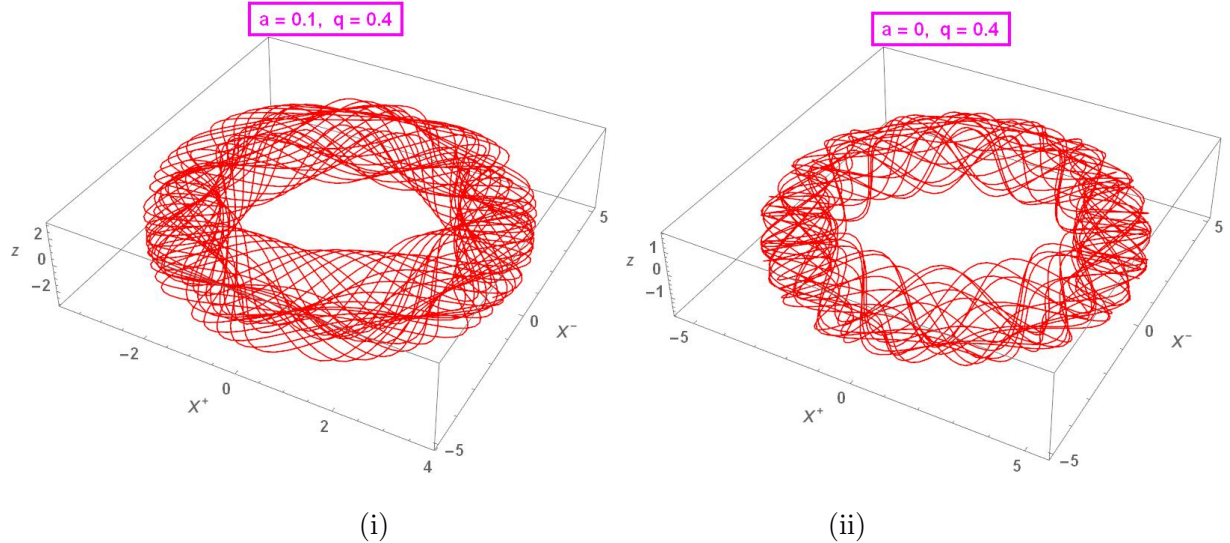 a = 0.1, q = 0.4
a = 0, q = 0.4
2
z 0
−2
−2
0
X⁺
2
4
−5
0 X⁻
5
1
z 0
−1
−5
0
X⁺
5
−5
0 X⁻
5
(i) (ii)